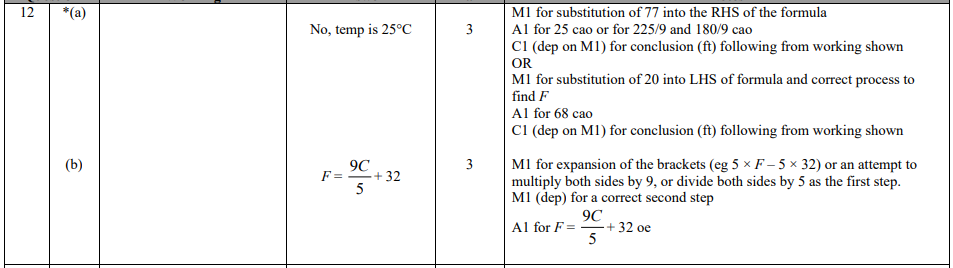 12 *(a) No, temp is 25°C 3 M1 for substitution of 77 into the RHS of the formula
A1 for 25 cao or for 225/9 and 180/9 cao
C1 (dep on M1) for conclusion (ft) following from working shown
OR
M1 for substitution of 20 into LHS of formula and correct process to
find F
A1 for 68 cao
C1 (dep on M1) for conclusion (ft) following from working shown
(b) F = 9C/5 + 32 3 M1 for expansion of the brackets (eg 5 × F – 5 × 32) or an attempt to
multiply both sides by 9, or divide both sides by 5 as the first step.
M1 (dep) for a correct second step
A1 for F = 9C/5 + 32 oe